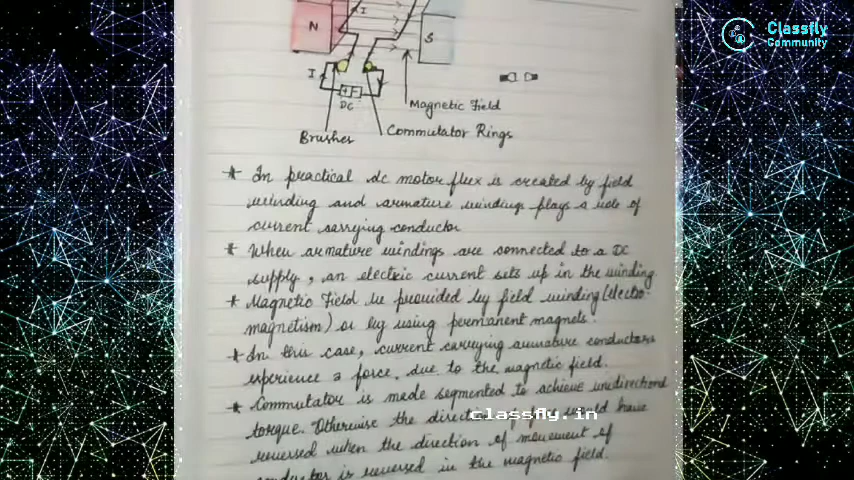 Classfly
Community
I
N
S
I
DC
Magnetic Field
Brushes
Commutator Rings
* In practical dc motor flux is created by field
winding and armature windings plays a role of
current carrying conductor
* When armature windings are connected to a DC
supply, an electric current sets up in the winding
* Magnetic Field be provided by field winding (electro-
magnetism) or by using permanent magnets.
* In this case, current carrying armature conductors
experience a force, due to the magnetic field.
* Commutator is made segmented to achieve unidirectional
torque. Otherwise the would have
classfly.in
reversed when the direction of movement of
conductor is reversed in the magnetic field.